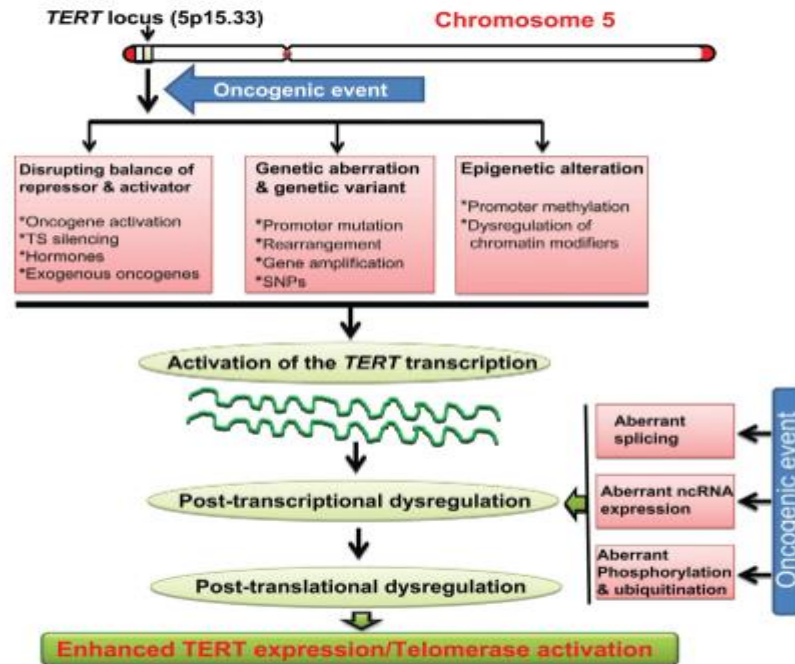 TERT locus (5p15.33)
Chromosome 5
Oncogenic event
Disrupting balance of
repressor & activator
*Oncogene activation
*TS silencing
*Hormones
*Exogenous oncogenes
Genetic aberration
& genetic variant
*Promoter mutation
*Rearrangement
*Gene amplification
*SNPs
Epigenetic alteration
*Promoter methylation
*Dysregulation of
chromatin modifiers
Activation of the TERT transcription
Aberrant
splicing
Post-transcriptional dysregulation
Aberrant ncRNA
expression
Oncogenic event
Post-translational dysregulation
Aberrant
Phosphorylation
& ubiquitination
Enhanced TERT expression/Telomerase activation